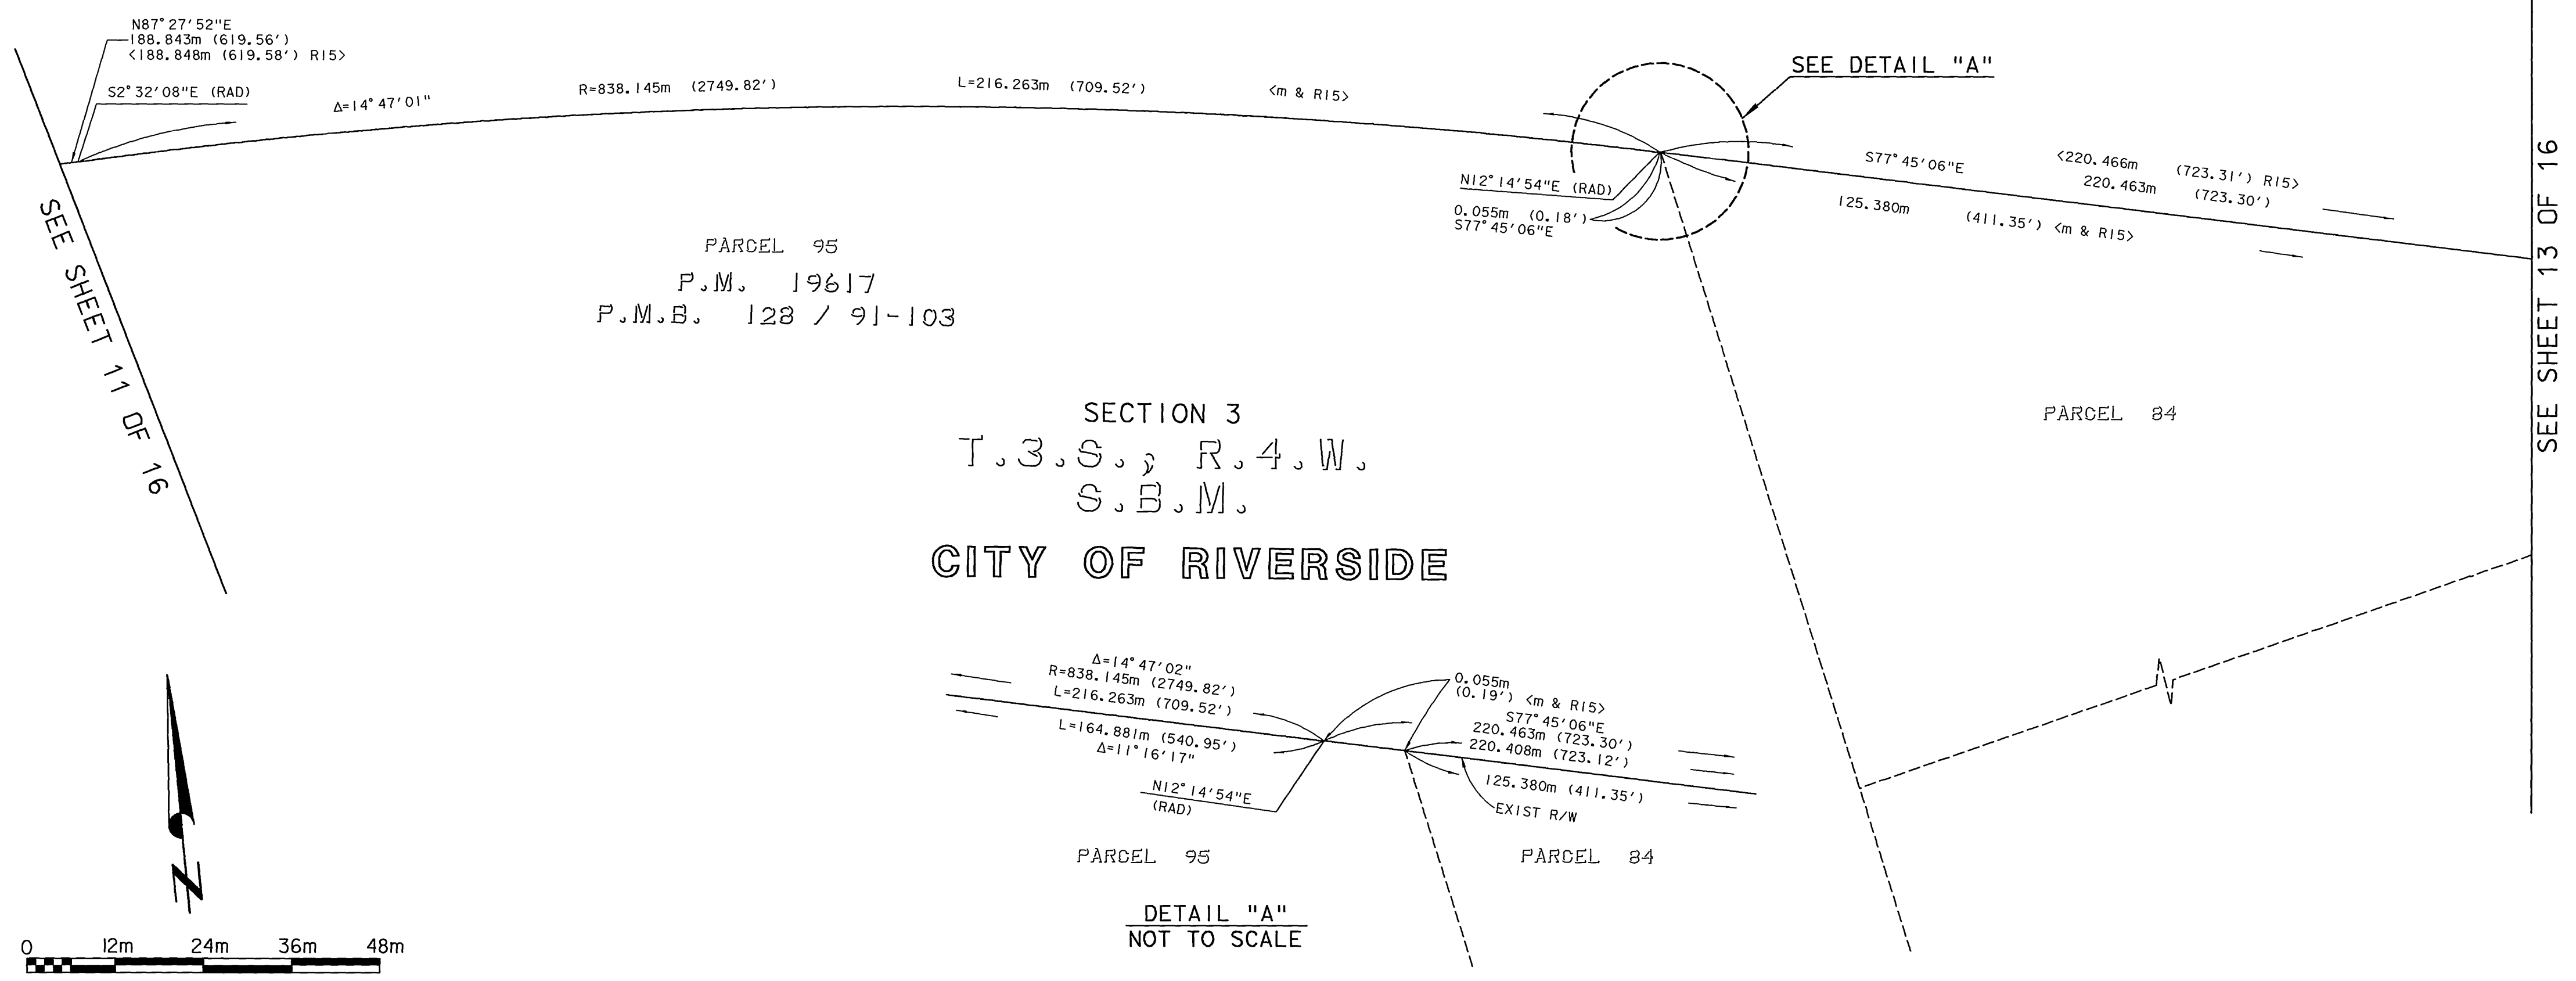 N87°27'52"E
188.843m (619.56')
<188.848m (619.58') R15>
S2°32'08"E (RAD)
Δ=14°47'01"
R=838.145m (2749.82')
L=216.263m (709.52')
<m & R15>
SEE DETAIL "A"
N12°14'54"E (RAD)
0.055m (0.18')
S77°45'06"E
S77°45'06"E
<220.466m (723.31') R15>
220.463m (723.30')
125.380m (411.35') <m & R15>
SEE SHEET 11 OF 16
SEE SHEET 13 OF 16
PARCEL 95
P.M. 19617
P.M.B. 128 / 91-103
SECTION 3
T.3.S., R.4.W.
S.B.M.
CITY OF RIVERSIDE
PARCEL 84
Δ=14°47'02"
R=838.145m (2749.82')
L=216.263m (709.52')
L=164.881m (540.95')
Δ=11°16'17"
N12°14'54"E
(RAD)
0.055m
(0.19') <m & R15>
S77°45'06"E
220.463m (723.30')
220.408m (723.12')
125.380m (411.35')
EXIST R/W
PARCEL 95
PARCEL 84
DETAIL "A"
NOT TO SCALE
N
0 12m 24m 36m 48m